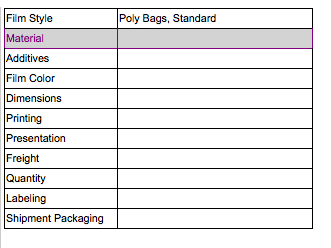 Film Style Poly Bags, Standard
Material
Additives
Film Color
Dimensions
Printing
Presentation
Freight
Quantity
Labeling
Shipment Packaging